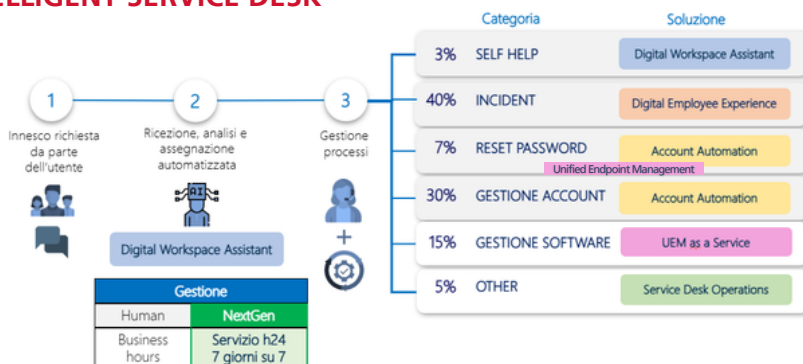 ELLIGENT SERVICE DESK
Categoria
Soluzione
1
2
3
Innesco richiesta
da parte
dell'utente
Ricezione, analisi e
assegnazione
automatizzata
Gestione
processi
AI
+
Digital Workspace Assistant
Gestione
Human NextGen
Business
hours
Servizio h24
7 giorni su 7
3% SELF HELP Digital Workspace Assistant
40% INCIDENT Digital Employee Experience
7% RESET PASSWORD Account Automation
Unified Endpoint Management
30% GESTIONE ACCOUNT Account Automation
15% GESTIONE SOFTWARE UEM as a Service
5% OTHER Service Desk Operations